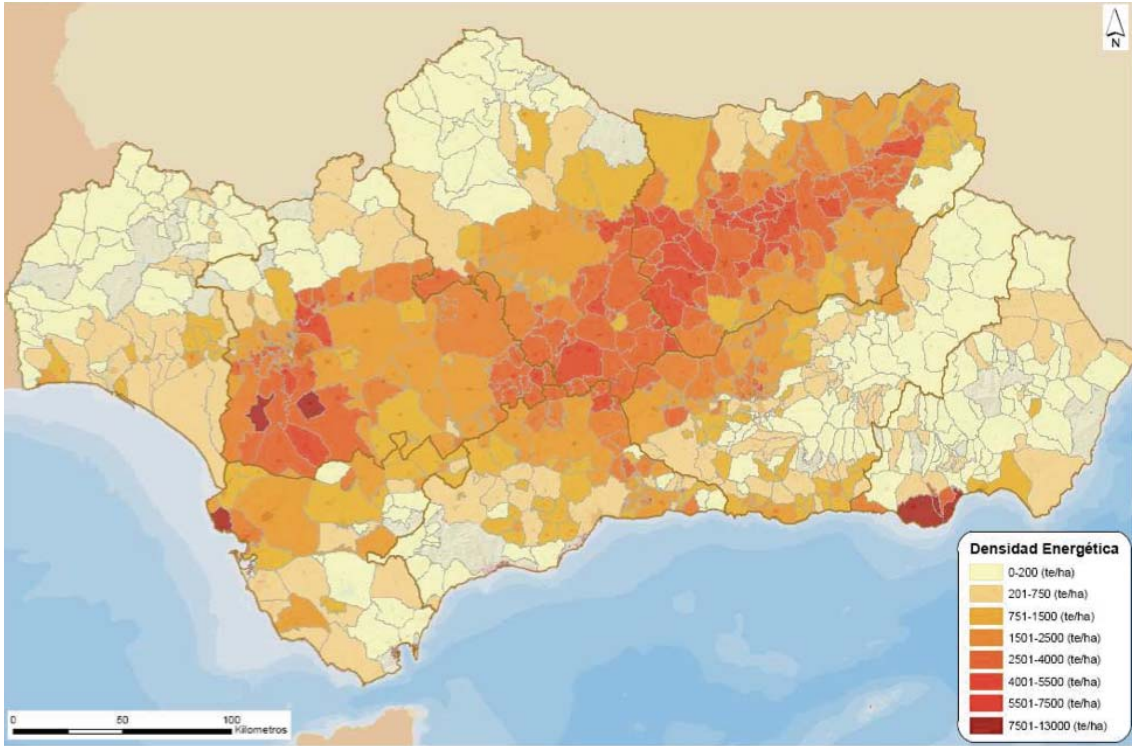 N
Densidad Energética
0-200 (te/ha)
201-750 (te/ha)
751-1500 (te/ha)
1501-2500 (te/ha)
2501-4000 (te/ha)
4001-5500 (te/ha)
5501-7500 (te/ha)
7501-13000 (te/ha)
0 50 100
Kilometros